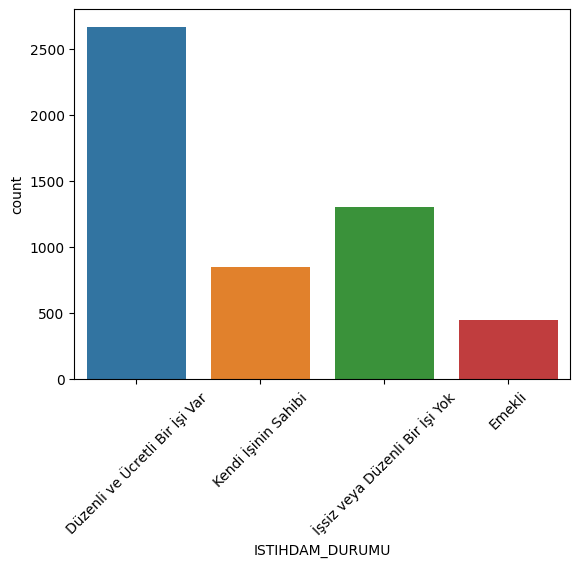 2500
2000
1500
1000
500
0
count
Düzenli ve Ücretli Bir İşi Var
Kendi İşinin Sahibi
İşsiz veya Düzenli Bir İşi Yok
Emekli
ISTIHDAM_DURUMU